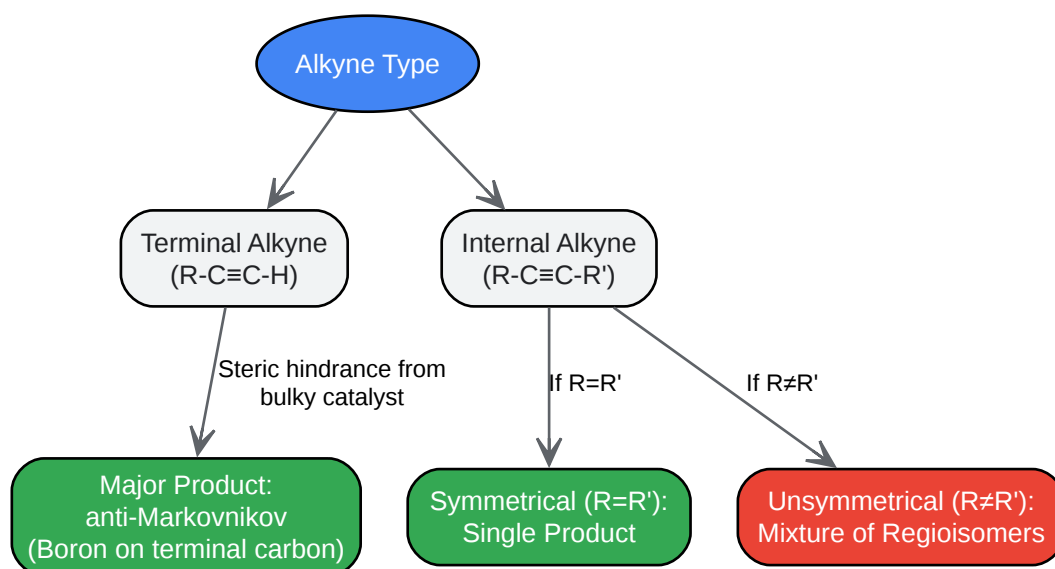 Alkyne Type
Terminal Alkyne
(R-C≡C-H)
Internal Alkyne
(R-C≡C-R')
Steric hindrance from
bulky catalyst
If R=R'
If R≠R'
Major Product:
anti-Markovnikov
(Boron on terminal carbon)
Symmetrical (R=R'):
Single Product
Unsymmetrical (R≠R'):
Mixture of Regioisomers